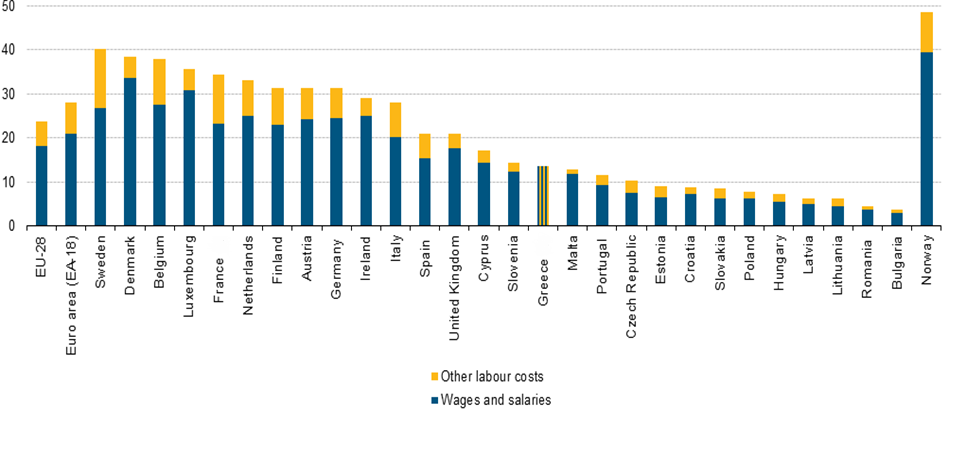 50
40
30
20
10
0
EU-28
Euro area (EA-18)
Sweden
Denmark
Belgium
Luxembourg
France
Netherlands
Finland
Austria
Germany
Ireland
Italy
Spain
United Kingdom
Cyprus
Slovenia
Greece
Malta
Portugal
Czech Republic
Estonia
Croatia
Slovakia
Poland
Hungary
Latvia
Lithuania
Romania
Bulgaria
Norway
Other labour costs
Wages and salaries